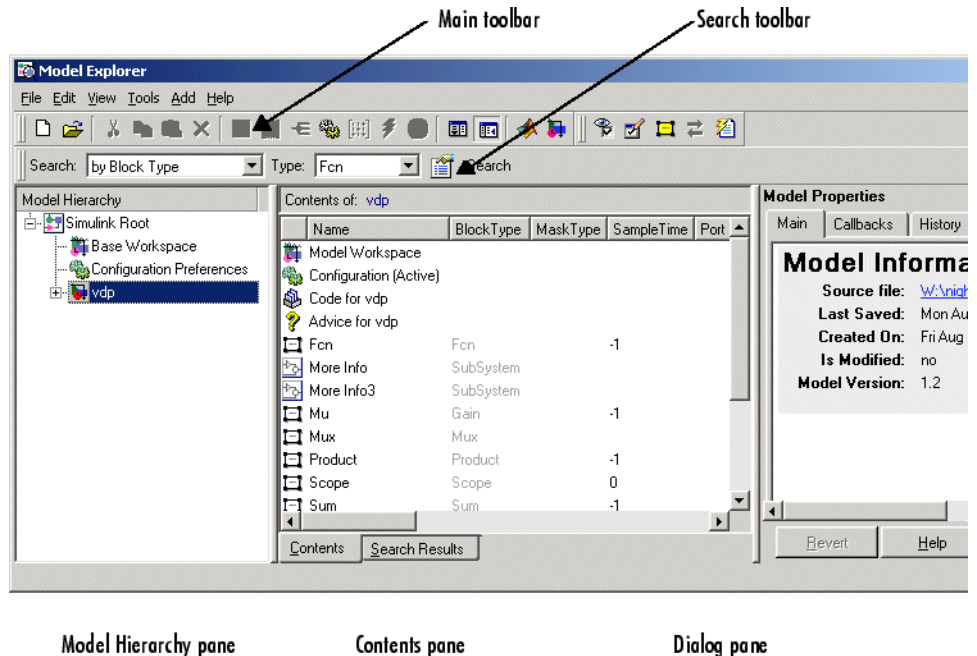 Main toolbar
Search toolbar
Model Explorer
File Edit View Tools Add Help
Search: by Block Type Type: Fcn Search
Model Hierarchy
Simulink Root
Base Workspace
Configuration Preferences
vdp
Contents of: vdp
Name BlockType MaskType SampleTime Port
Model Workspace
Configuration (Active)
Code for vdp
Advice for vdp
Fcn Fcn -1
More Info SubSystem
More Info3 SubSystem
Mu Gain -1
Mux Mux
Product Product -1
Scope Scope 0
Sum Sum -1
Contents Search Results
Model Properties
Main Callbacks History
Model Informa
Source file: W:\nigh
Last Saved: Mon Au
Created On: Fri Aug
Is Modified: no
Model Version: 1.2
Revert Help
Model Hierarchy pane
Contents pane
Dialog pane